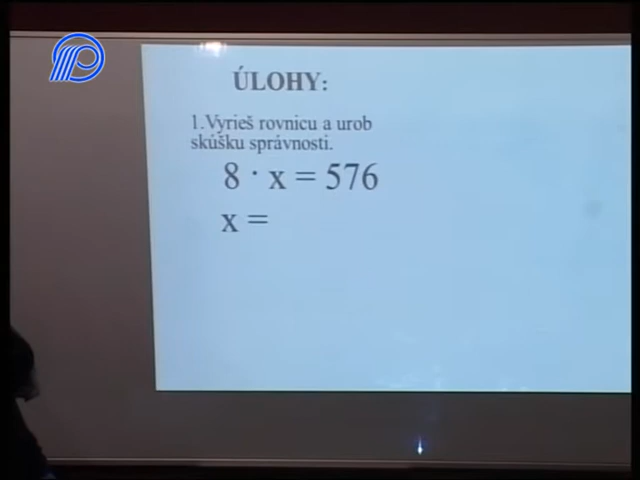 ÚLOHY:
1.Vyrieš rovnicu a urob
skúšku správnosti.
8 · x = 576
x =